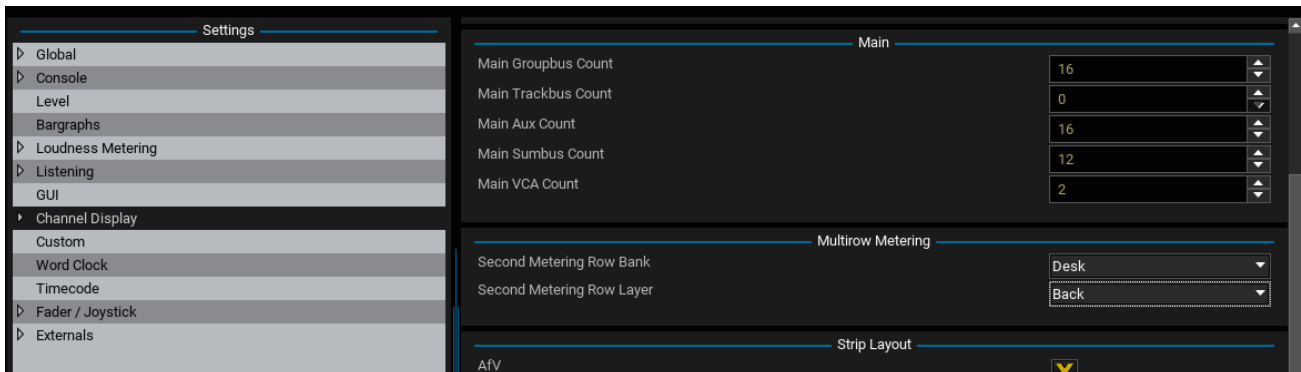 Settings
Global
Console
Level
Bargraphs
Loudness Metering
Listening
GUI
Channel Display
Custom
Word Clock
Timecode
Fader / Joystick
Externals
Main
Main Groupbus Count 16
Main Trackbus Count 0
Main Aux Count 16
Main Sumbus Count 12
Main VCA Count 2
Multirow Metering
Second Metering Row Bank Desk
Second Metering Row Layer Back
Strip Layout
AfV